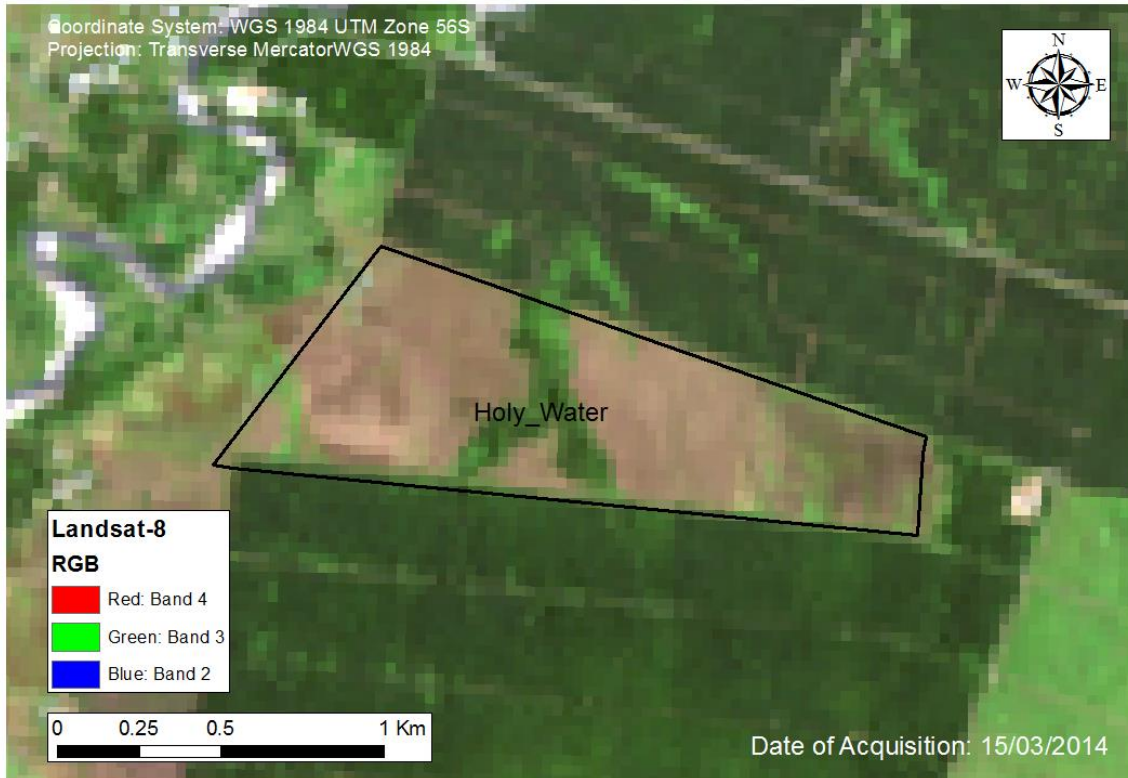 Coordinate System: WGS 1984 UTM Zone 56S
Projection: Transverse MercatorWGS 1984
N
W E
S
Holy_Water
Landsat-8
RGB
Red: Band 4
Green: Band 3
Blue: Band 2
0 0.25 0.5 1 Km
Date of Acquisition: 15/03/2014